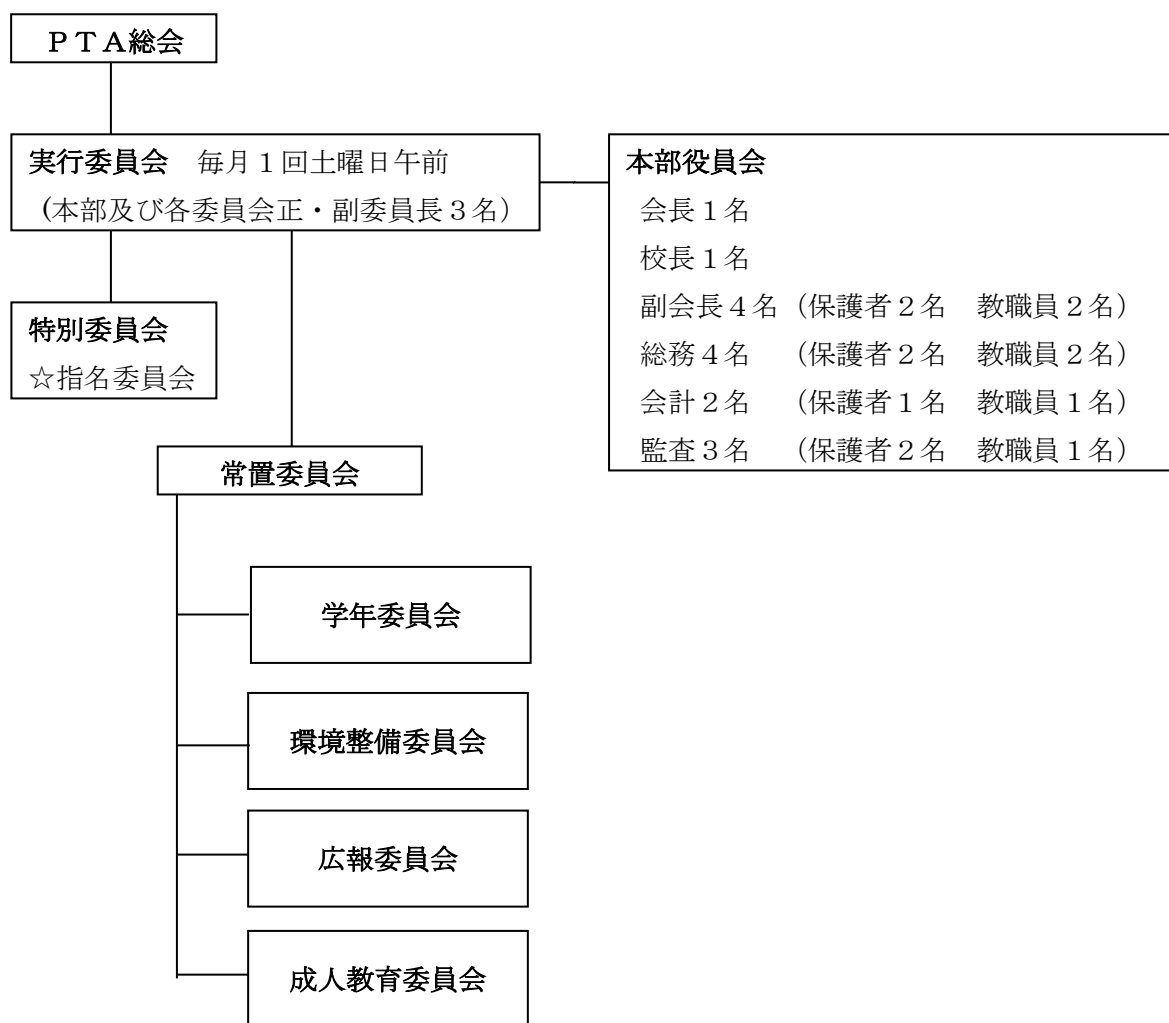 ＰＴＡ総会
実行委員会　毎月１回土曜日午前
(本部及び各委員会正・副委員長３名）
本部役員会
会長１名
校長１名
副会長４名（保護者２名　教職員２名）
総務４名　（保護者２名　教職員２名）
会計２名　（保護者１名　教職員１名）
監査３名　（保護者２名　教職員１名）
特別委員会
☆指名委員会
常置委員会
学年委員会
環境整備委員会
広報委員会
成人教育委員会